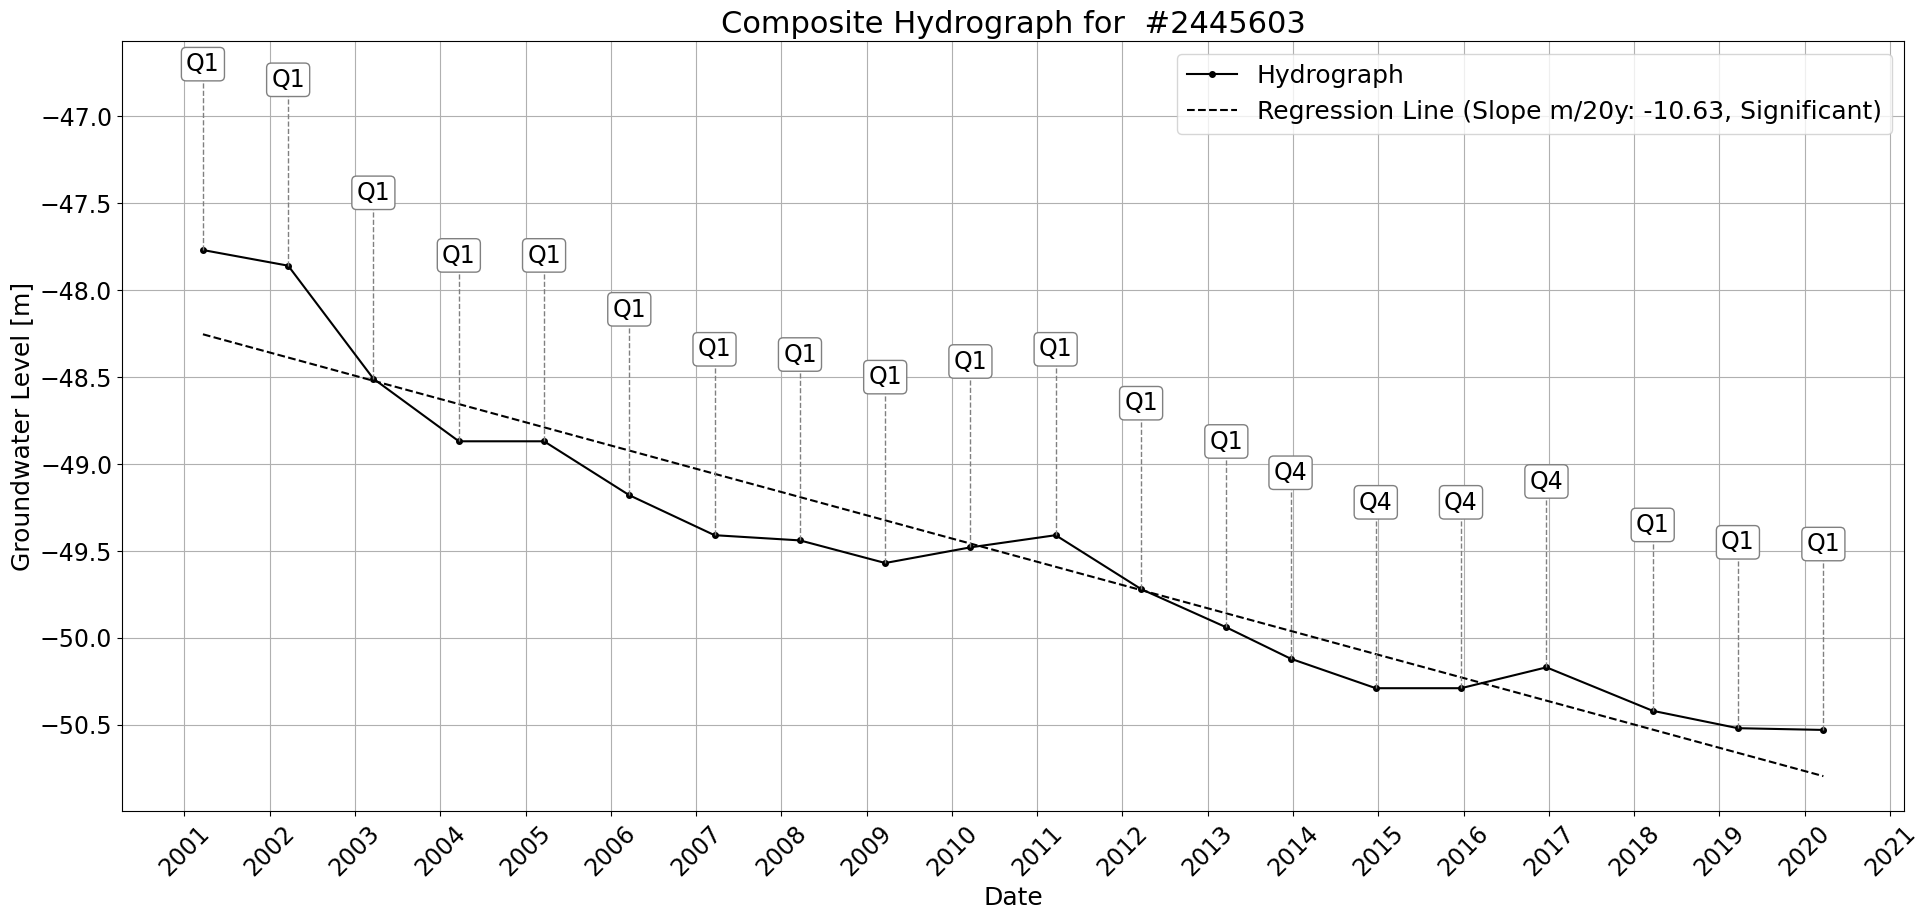 Composite Hydrograph for  #2445603
Hydrograph
Regression Line (Slope m/20y: -10.63, Significant)
Q1
Q1
Q1
Q1
Q1
Q1
Q1
Q1
Q1
Q1
Q1
Q1
Q1
Q4
Q4
Q4
Q4
Q1
Q1
Q1
Groundwater Level [m]
−47.0
−47.5
−48.0
−48.5
−49.0
−49.5
−50.0
−50.5
2001
2002
2003
2004
2005
2006
2007
2008
2009
2010
2011
2012
2013
2014
2015
2016
2017
2018
2019
2020
2021
Date